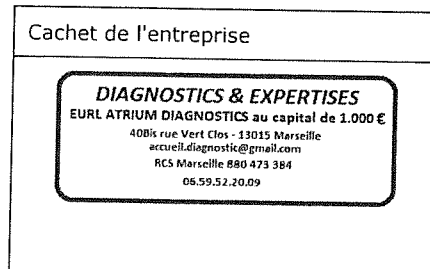 Cachet de l'entreprise
DIAGNOSTICS & EXPERTISES
EURL ATRIUM DIAGNOSTICS au capital de 1.000 €
40Bis rue Vert Clos - 13015 Marseille
accueil.diagnostic@gmail.com
RCS Marseille 880 473 384
06.59.52.20.09